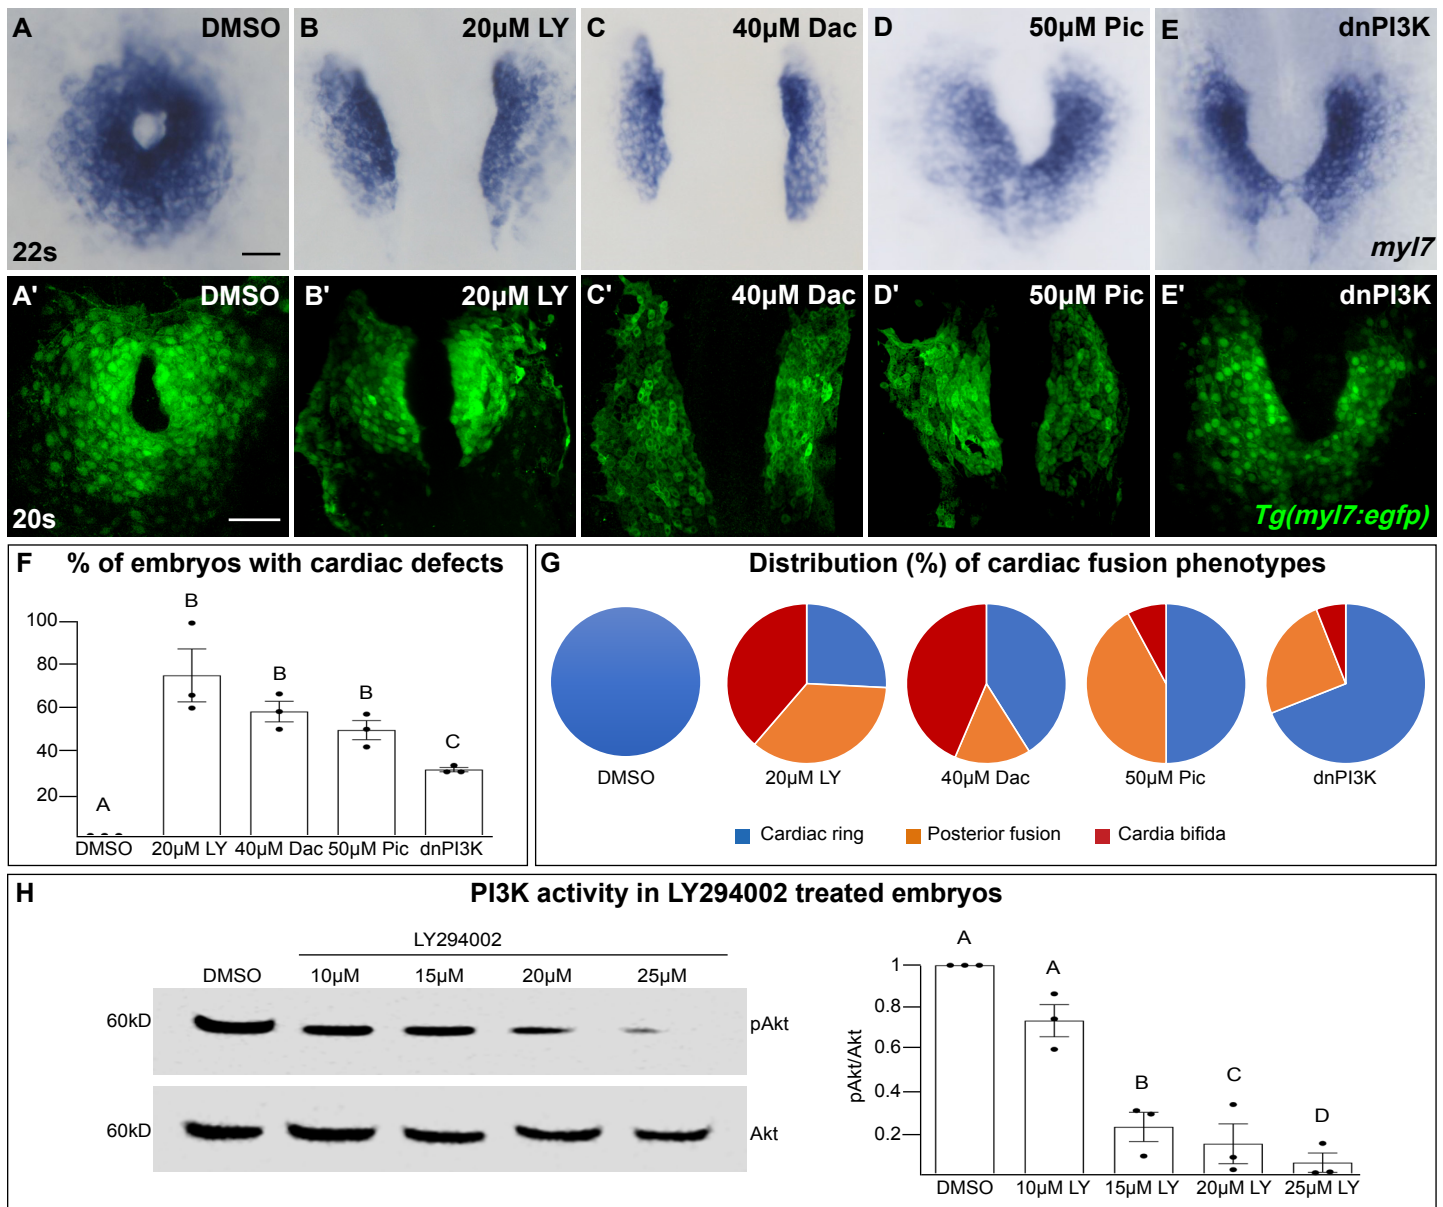 A DMSO
B 20µM LY
C 40µM Dac
D 50µM Pic
E dnPI3K
22s
myl7
A' DMSO
B' 20µM LY
C' 40µM Dac
D' 50µM Pic
E' dnPI3K
20s
Tg(myl7:egfp)
F % of embryos with cardiac defects
100
80
60
40
20
A
B
B
B
C
DMSO 20µM LY 40µM Dac 50µM Pic dnPI3K
G Distribution (%) of cardiac fusion phenotypes
DMSO 20µM LY 40µM Dac 50µM Pic dnPI3K
Cardiac ring Posterior fusion Cardia bifida
H PI3K activity in LY294002 treated embryos
LY294002
DMSO 10µM 15µM 20µM 25µM
60kD pAkt
60kD Akt
pAkt/Akt
1
0.8
0.6
0.4
0.2
A
A
B
C
D
DMSO 10µM LY 15µM LY 20µM LY 25µM LY